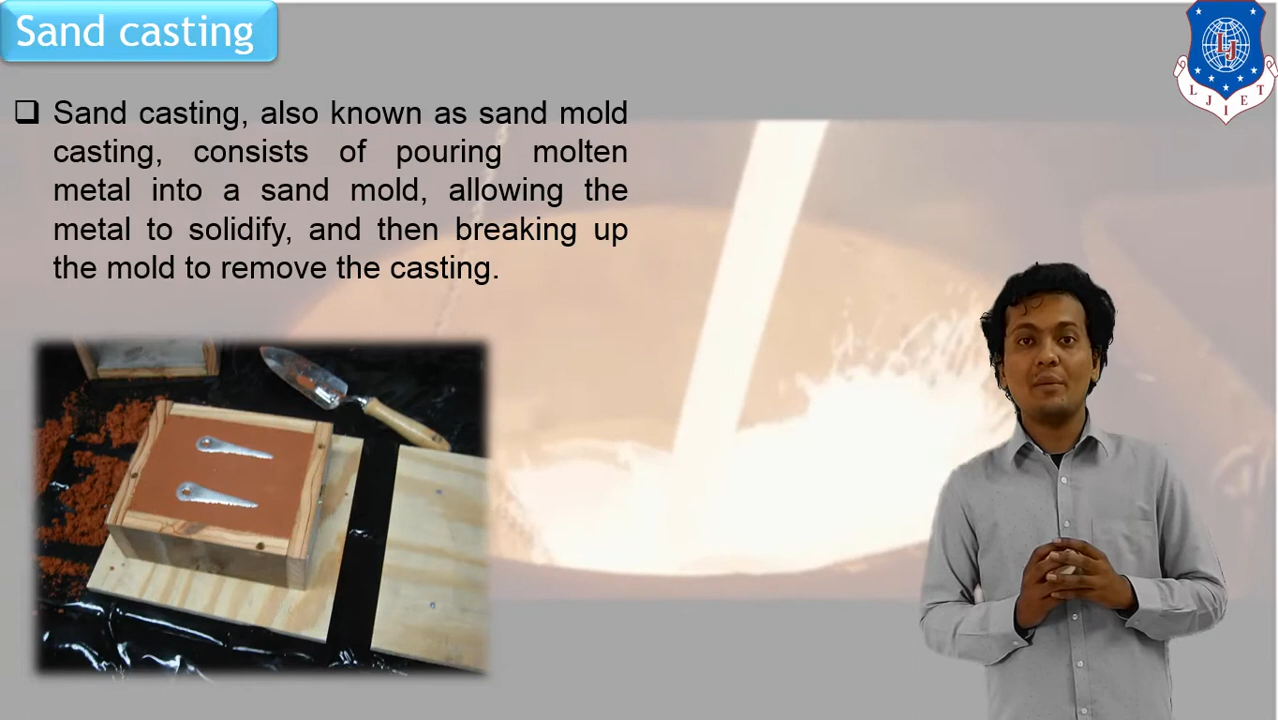 Sand casting
LJ
L J I E T
❑ Sand casting, also known as sand mold
casting, consists of pouring molten
metal into a sand mold, allowing the
metal to solidify, and then breaking up
the mold to remove the casting.